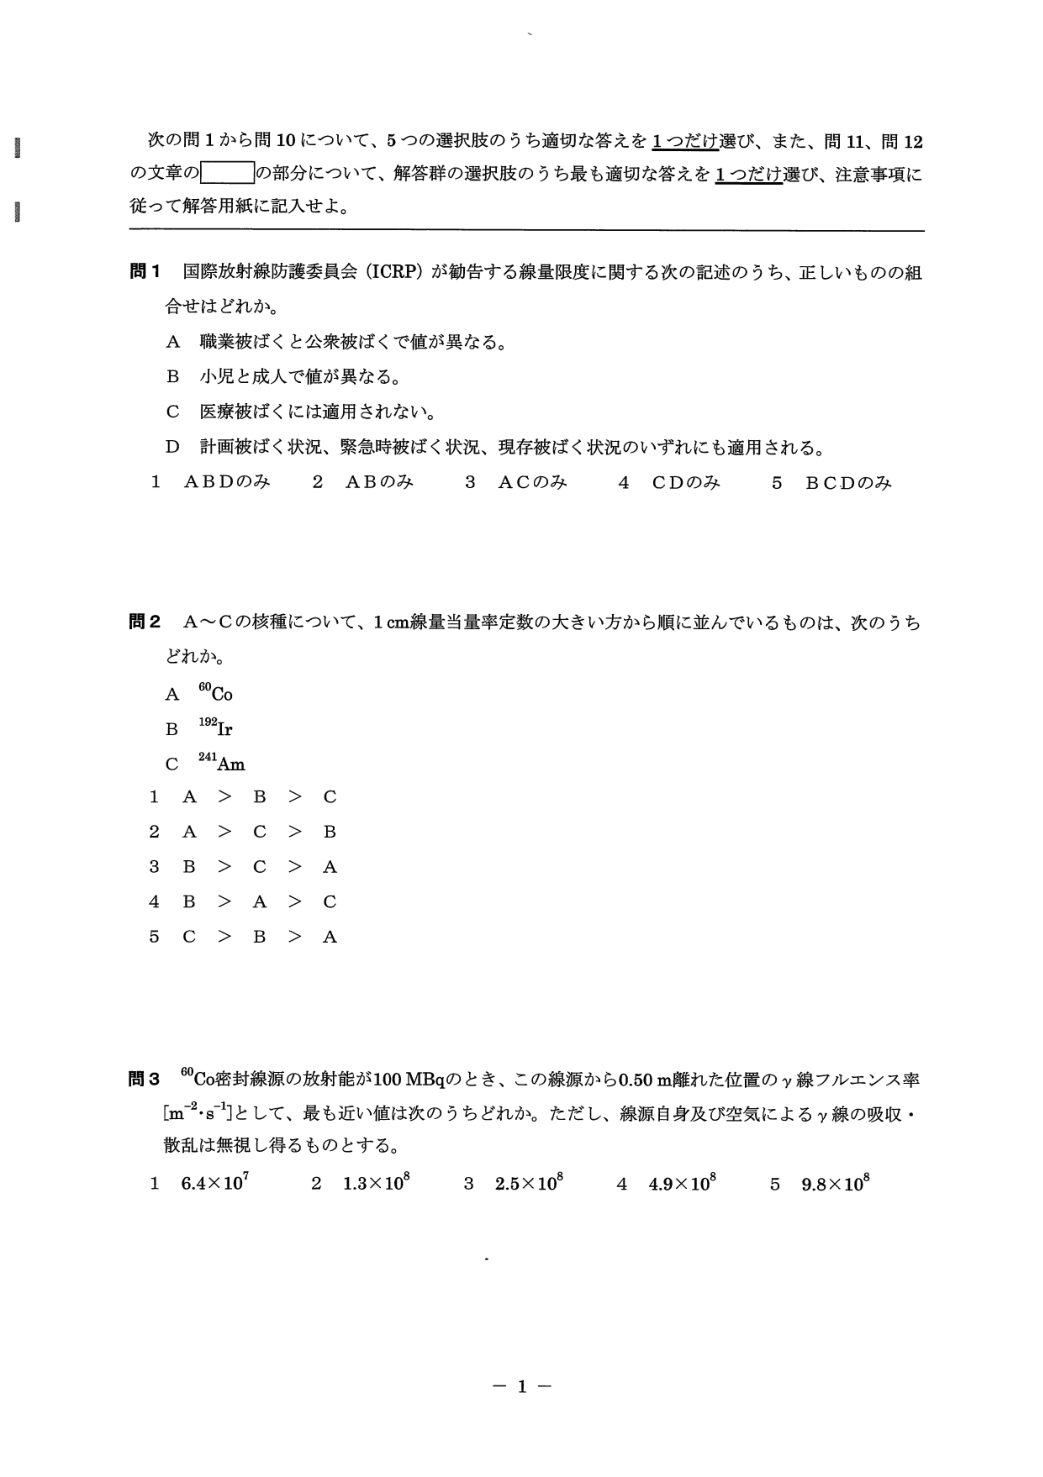 次の問 1 から問 10 について、5 つの選択肢のうち適切な答えを 1 つだけ選び、また、問 11、問 12
の文章の　　の部分について、解答群の選択肢のうち最も適切な答えを 1 つだけ選び、注意事項に
従って解答用紙に記入せよ。
問 1　国際放射線防護委員会（ICRP）が勧告する線量限度に関する次の記述のうち、正しいものの組
合せはどれか。
A　職業被ばくと公衆被ばくで値が異なる。
B　小児と成人で値が異なる。
C　医療被ばくには適用されない。
D　計画被ばく状況、緊急時被ばく状況、現存被ばく状況のいずれにも適用される。
1　ＡＢＤのみ　2　ＡＢのみ　3　ＡＣのみ　4　ＣＤのみ　5　ＢＣＤのみ
問 2　A～Cの核種について、1 cm線量当量率定数の大きい方から順に並んでいるものは、次のうち
どれか。
A　⁶⁰Co
B　¹⁹²Ir
C　²⁴¹Am
1　A　＞　B　＞　C
2　A　＞　C　＞　B
3　B　＞　C　＞　A
4　B　＞　A　＞　C
5　C　＞　B　＞　A
問 3　⁶⁰Co密封線源の放射能が100 MBqのとき、この線源から0.50 m離れた位置のγ線フルエンス率
[m⁻²･s⁻¹]として、最も近い値は次のうちどれか。ただし、線源自身及び空気によるγ線の吸収・
散乱は無視し得るものとする。
1　6.4×10⁷　2　1.3×10⁸　3　2.5×10⁸　4　4.9×10⁸　5　9.8×10⁸
－ 1 －